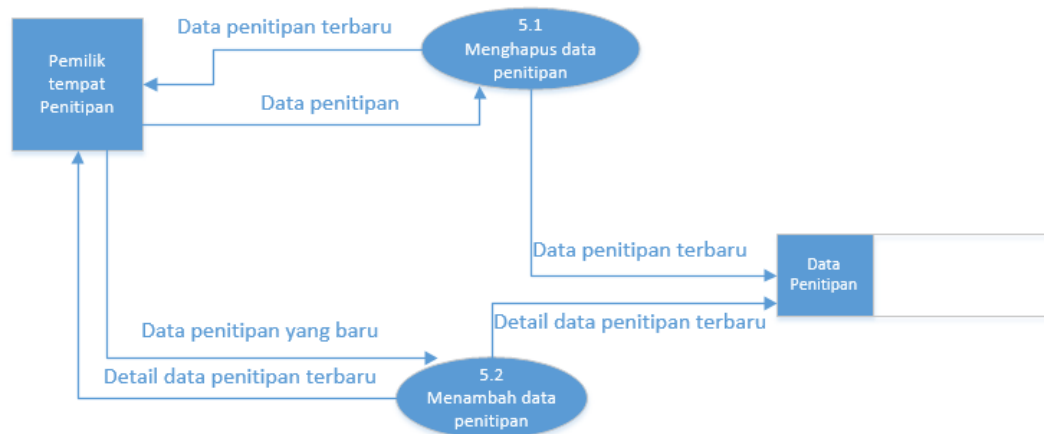 Pemilik
tempat
Penitipan
Data penitipan terbaru
5.1
Menghapus data
penitipan
Data penitipan
Data penitipan terbaru
Data
Penitipan
Detail data penitipan terbaru
Data penitipan yang baru
Detail data penitipan terbaru
5.2
Menambah data
penitipan